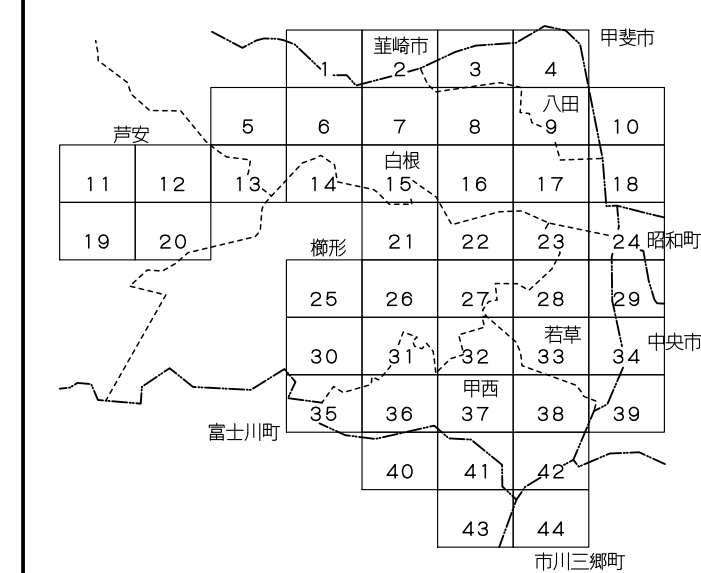 韮崎市 甲斐市
1 2 3 4
八田
5 6 7 8 9 10
芦安 白根
11 12 13 14 15 16 17 18
19 20 櫛形 21 22 23 24 昭和町
25 26 27 28 29
若草 中央市
30 31 32 33 34
甲西
富士川町 35 36 37 38 39
40 41 42
43 44
市川三郷町